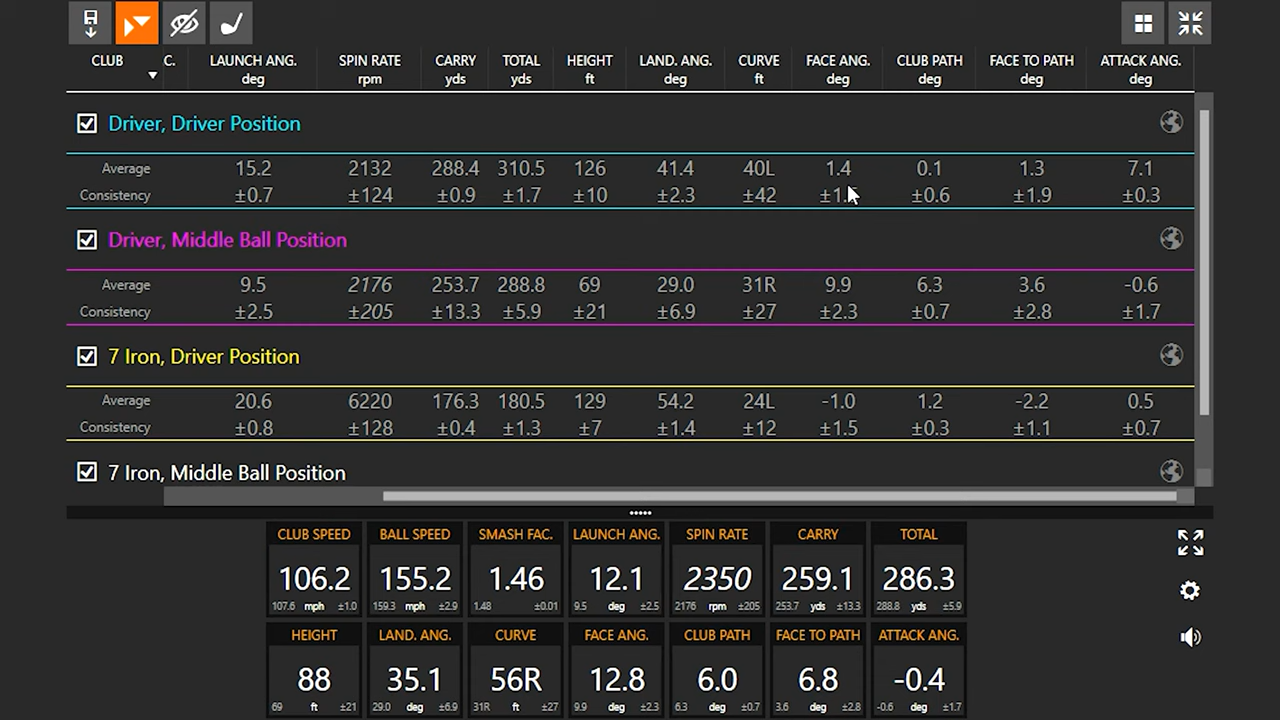 CLUB C. LAUNCH ANG. SPIN RATE CARRY TOTAL HEIGHT LAND. ANG. CURVE FACE ANG. CLUB PATH FACE TO PATH ATTACK ANG.
deg rpm yds yds ft deg ft deg deg deg deg
Driver, Driver Position
Average 15.2 2132 288.4 310.5 126 41.4 40L 1.4 0.1 1.3 7.1
Consistency ±0.7 ±124 ±0.9 ±1.7 ±10 ±2.3 ±42 ±1. ±0.6 ±1.9 ±0.3
Driver, Middle Ball Position
Average 9.5 2176 253.7 288.8 69 29.0 31R 9.9 6.3 3.6 -0.6
Consistency ±2.5 ±205 ±13.3 ±5.9 ±21 ±6.9 ±27 ±2.3 ±0.7 ±2.8 ±1.7
7 Iron, Driver Position
Average 20.6 6220 176.3 180.5 129 54.2 24L -1.0 1.2 -2.2 0.5
Consistency ±0.8 ±128 ±0.4 ±1.3 ±7 ±1.4 ±12 ±1.5 ±0.3 ±1.1 ±0.7
7 Iron, Middle Ball Position
CLUB SPEED BALL SPEED SMASH FAC. LAUNCH ANG. SPIN RATE CARRY TOTAL
106.2 155.2 1.46 12.1 2350 259.1 286.3
107.6 mph ±1.0 159.3 mph ±2.9 1.48 ±0.01 9.5 deg ±2.5 2176 rpm ±205 253.7 yds ±13.3 288.8 yds ±5.9
HEIGHT LAND. ANG. CURVE FACE ANG. CLUB PATH FACE TO PATH ATTACK ANG.
88 35.1 56R 12.8 6.0 6.8 -0.4
69 ft ±21 29.0 deg ±6.9 31R ft ±27 9.9 deg ±2.3 6.3 deg ±0.7 3.6 deg ±2.8 -0.6 deg ±1.7